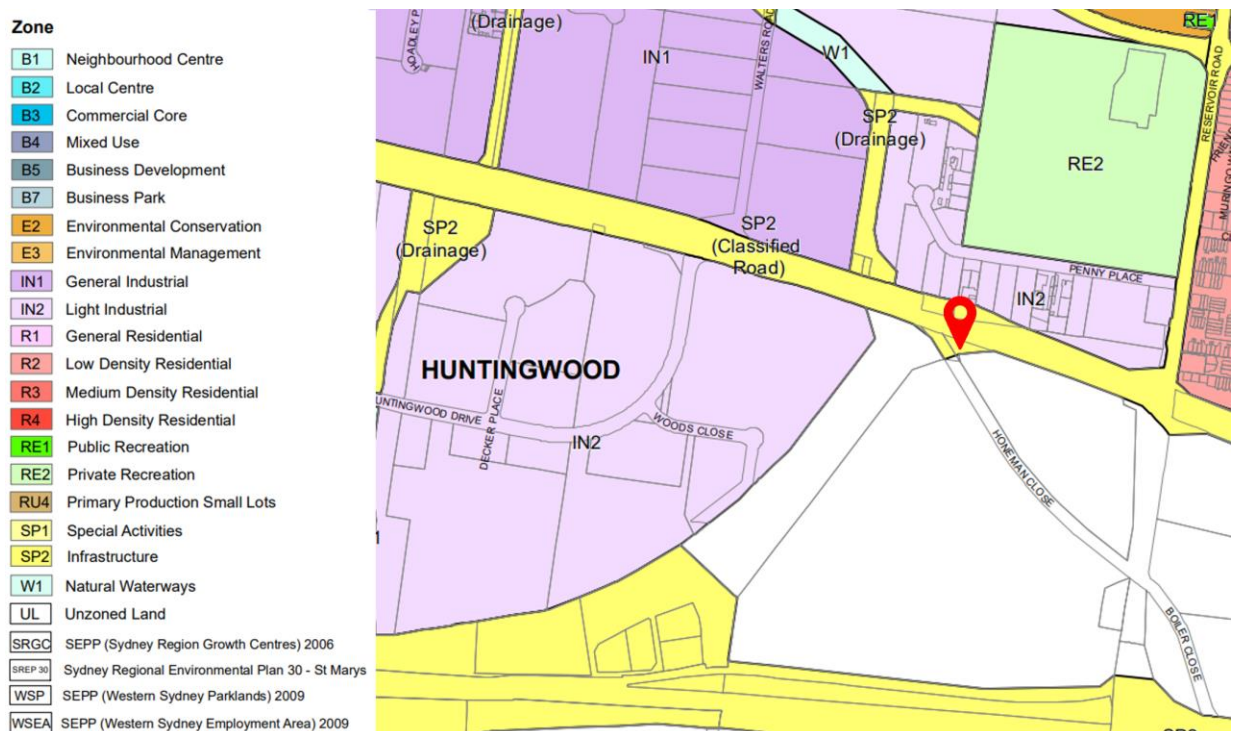 Zone
B1 Neighbourhood Centre
B2 Local Centre
B3 Commercial Core
B4 Mixed Use
B5 Business Development
B7 Business Park
E2 Environmental Conservation
E3 Environmental Management
IN1 General Industrial
IN2 Light Industrial
R1 General Residential
R2 Low Density Residential
R3 Medium Density Residential
R4 High Density Residential
RE1 Public Recreation
RE2 Private Recreation
RU4 Primary Production Small Lots
SP1 Special Activities
SP2 Infrastructure
W1 Natural Waterways
UL Unzoned Land
SRGC SEPP (Sydney Region Growth Centres) 2006
SREP 30 Sydney Regional Environmental Plan 30 - St Marys
WSP SEPP (Western Sydney Parklands) 2009
WSEA SEPP (Western Sydney Employment Area) 2009
(Drainage)
HOADLEY P
IN1
WALTERS ROA
W1
RE1
RESERVOIR ROAD
SP2
(Drainage)
RE2
SP2
(Drainage)
SP2
(Classified
Road)
PENNY PLACE
IN2
HUNTINGWOOD
UNTINGWOOD DRIVE
DECKER PLACE
IN2
WOODS CLOSE
HONEMAN CLOSE
BOILER CLOSE